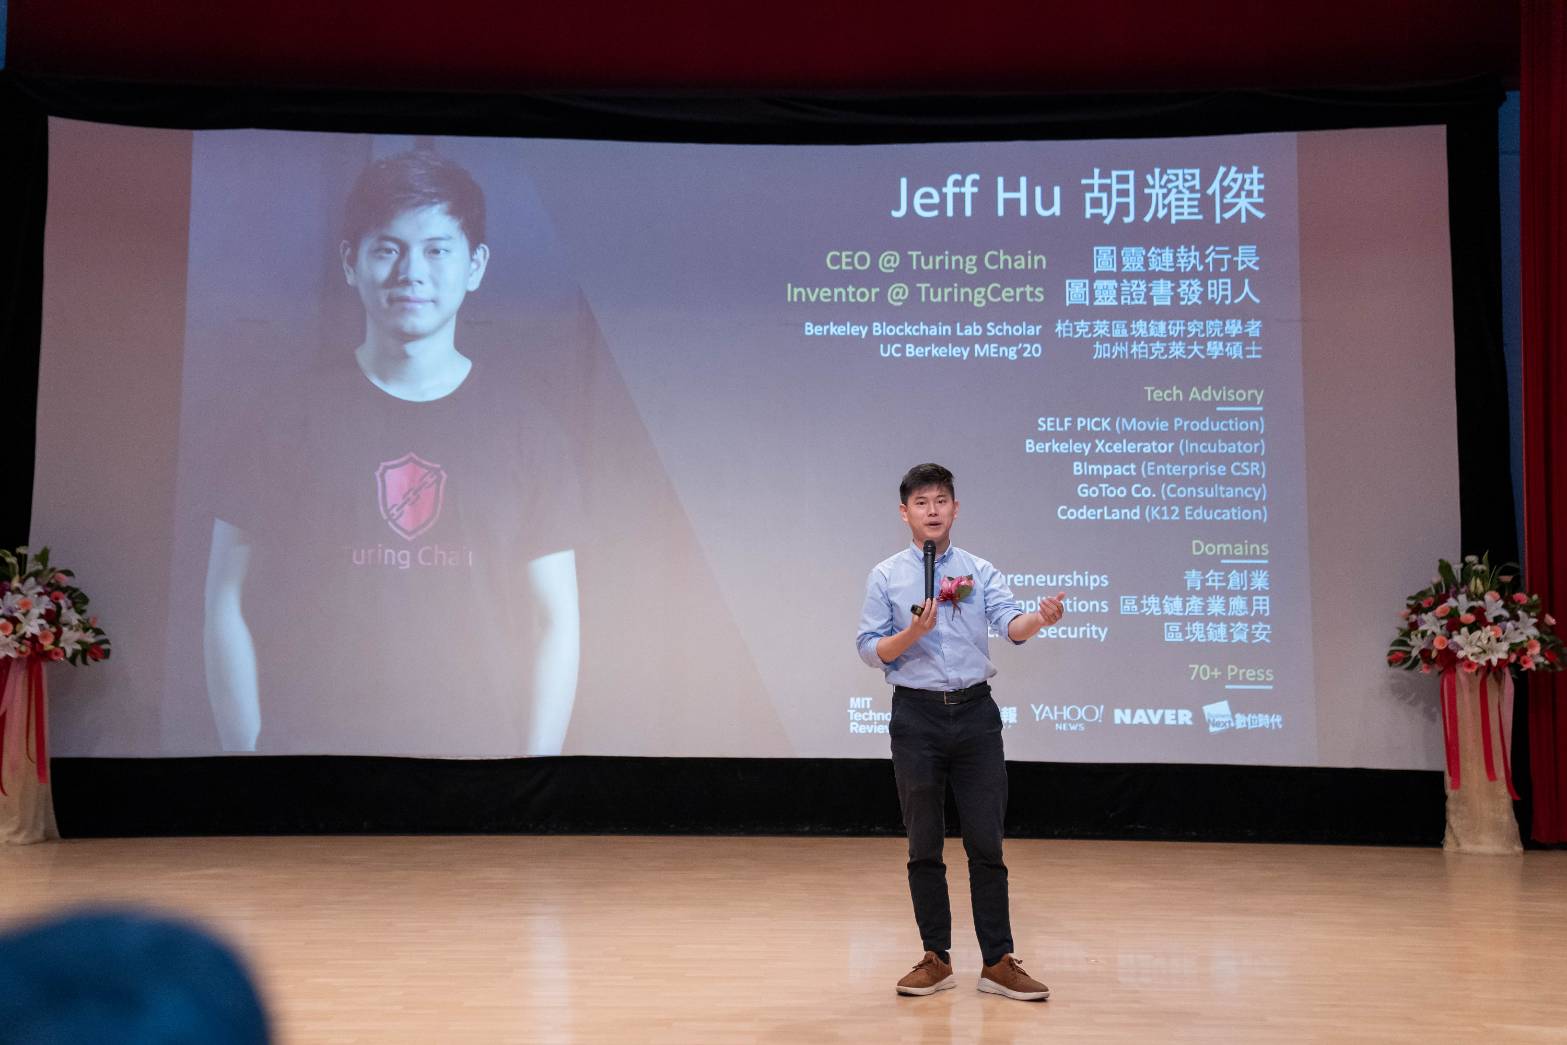 Jeff Hu 胡耀傑
CEO @ Turing Chain 圖靈鏈執行長
Inventor @ TuringCerts 圖靈證書發明人
Berkeley Blockchain Lab Scholar 柏克萊區塊鏈研究院學者
UC Berkeley MEng'20 加州柏克萊大學碩士
Tech Advisory
SELF PICK (Movie Production)
Berkeley Xcelerator (Incubator)
BImpact (Enterprise CSR)
GoToo Co. (Consultancy)
CoderLand (K12 Education)
Domains
青年創業
區塊鏈產業應用
Security 區塊鏈資安
70+ Press
MIT
Review
報
YAHOO!
NEWS
NAVER
Next 數位時代
uring Chai